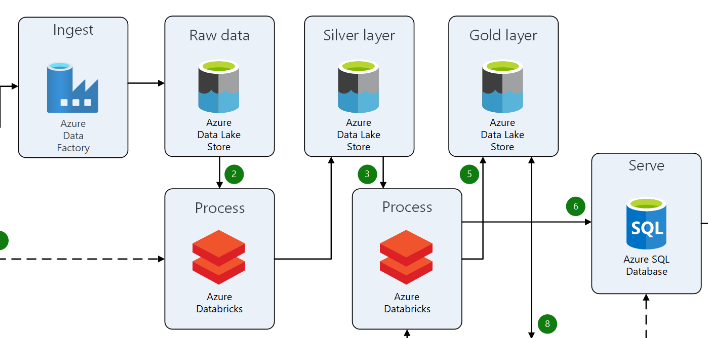 Ingest
Azure
Data
Factory
Raw data
Azure
Data Lake
Store
Silver layer
Azure
Data Lake
Store
Gold layer
Azure
Data Lake
Store
2
3
5
Process
Azure
Databricks
Process
Azure
Databricks
6
8
Serve
SQL
Azure SQL
Database